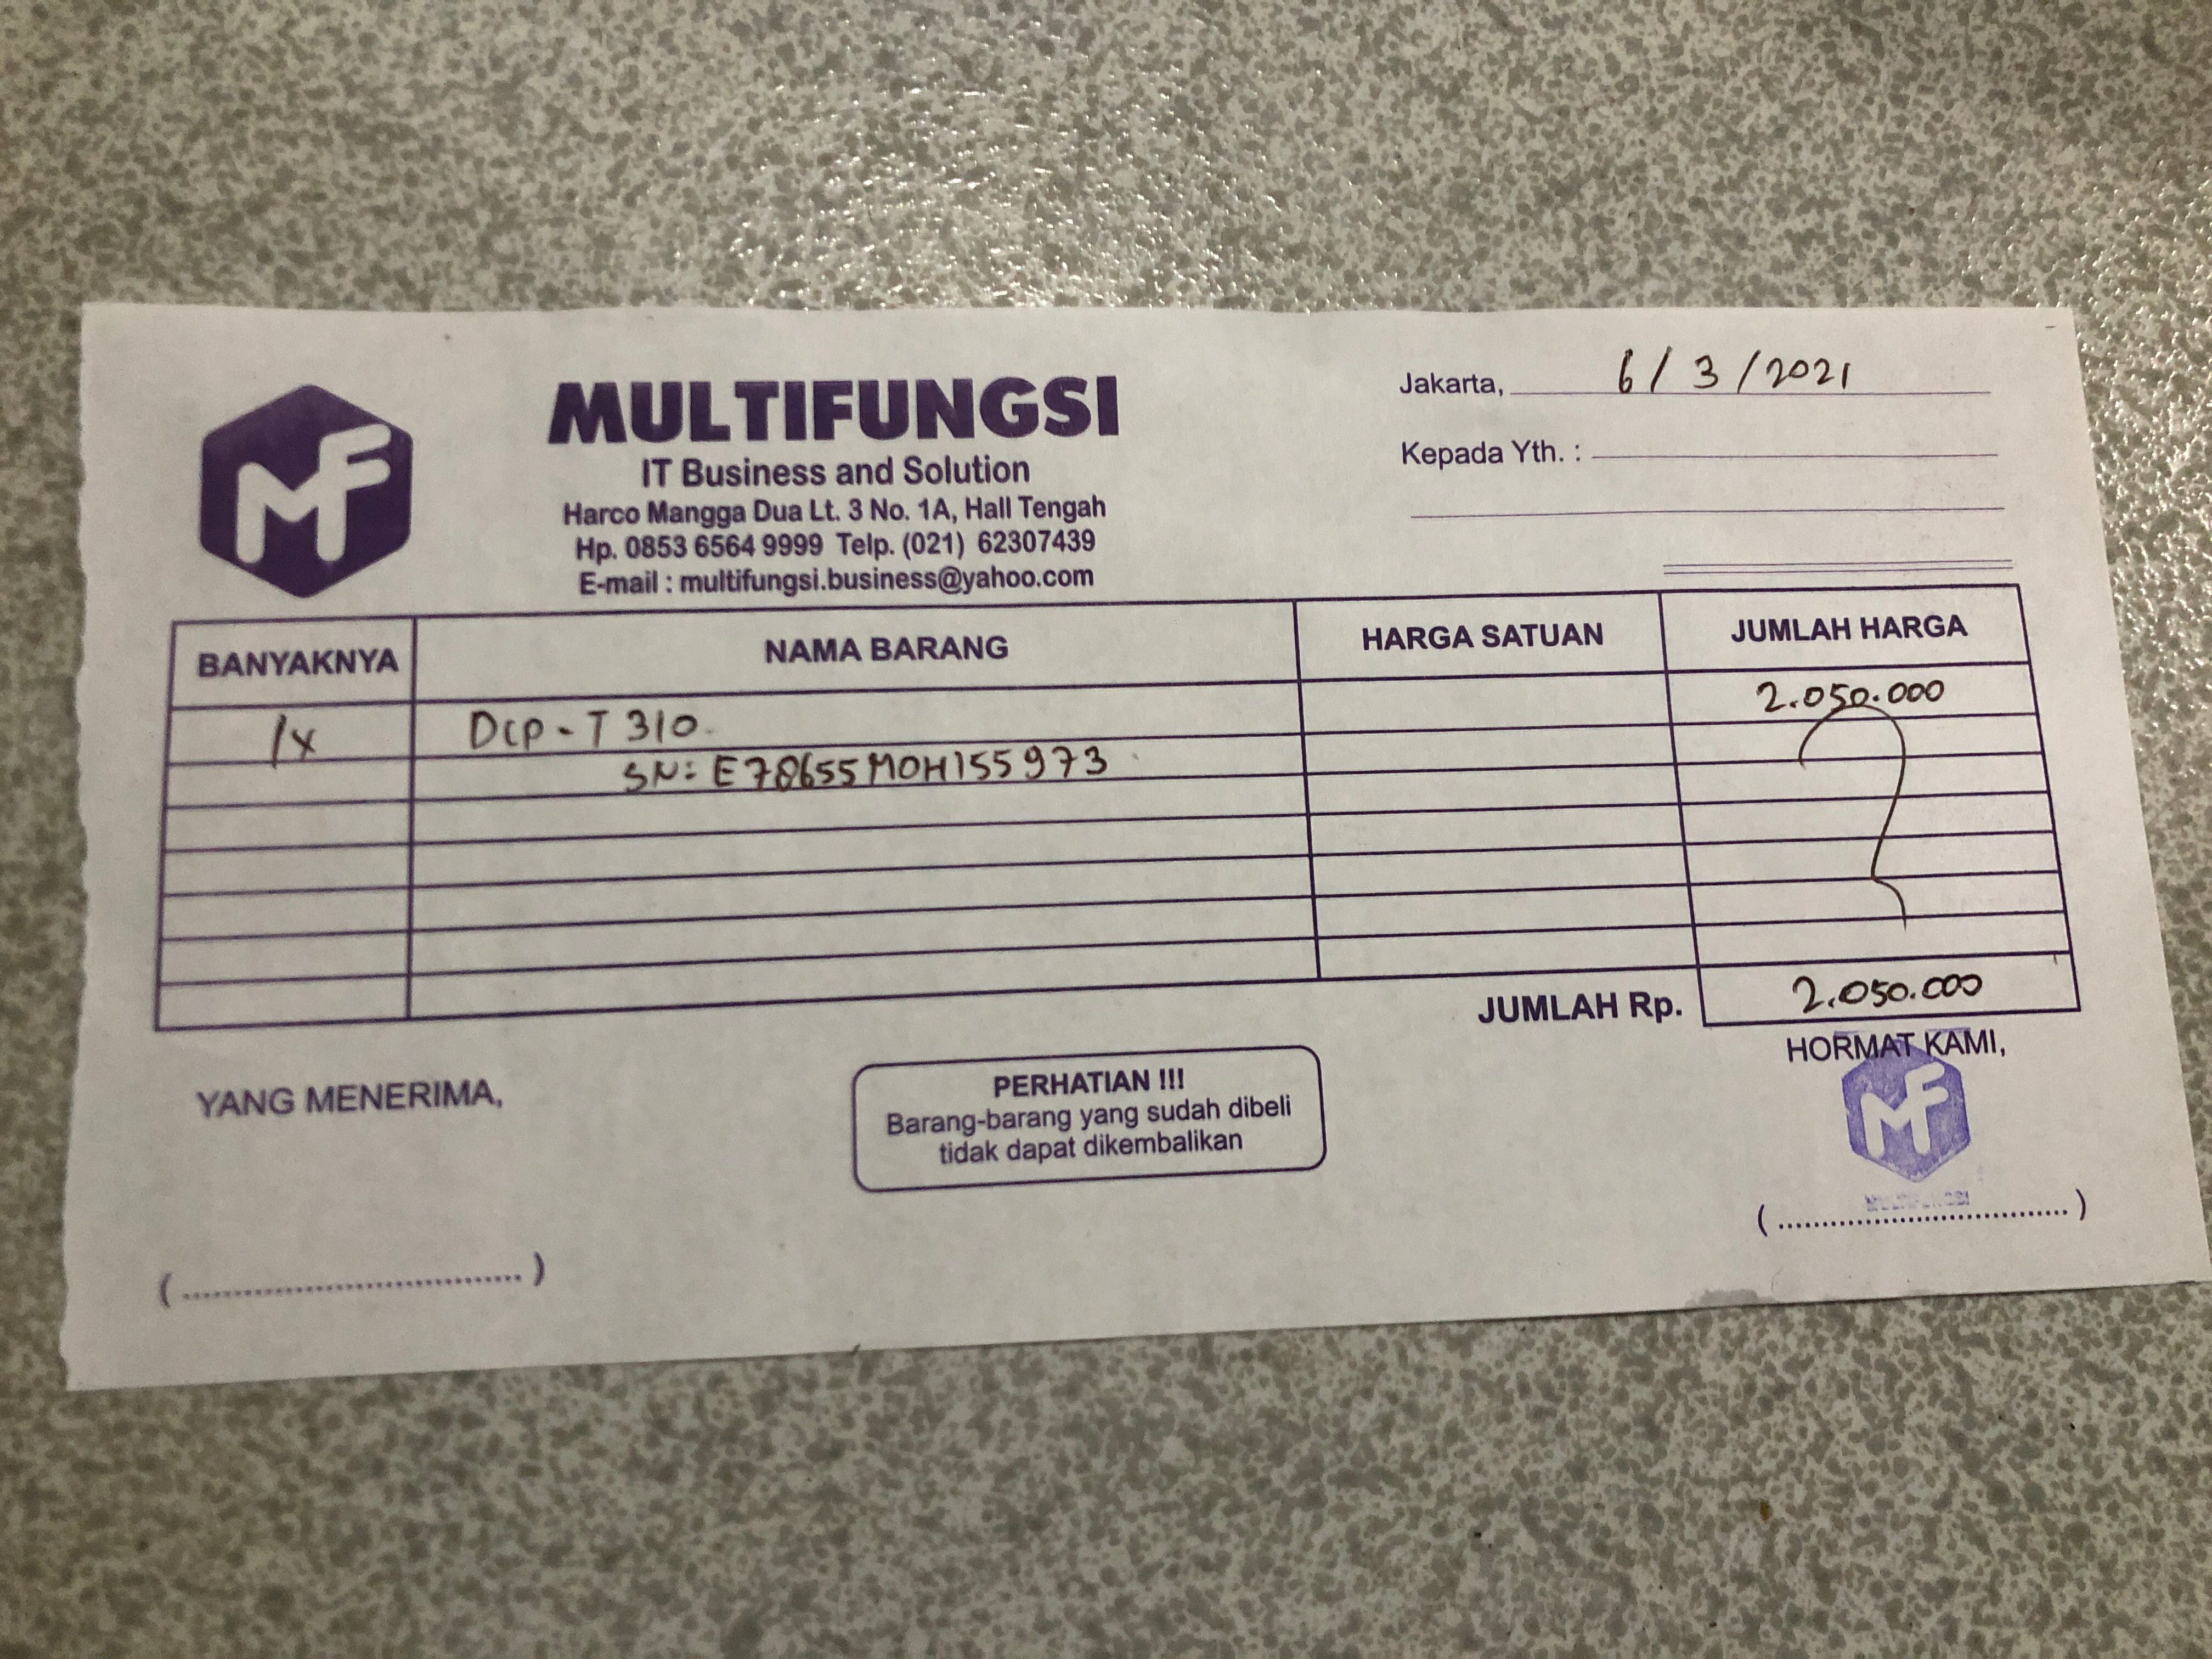 MF
MULTIFUNGSI
IT Business and Solution
Harco Mangga Dua Lt. 3 No. 1A, Hall Tengah
Hp. 0853 6564 9999 Telp. (021) 62307439
E-mail : multifungsi.business@yahoo.com
Jakarta, 6/3/2021
Kepada Yth. :
BANYAKNYA NAMA BARANG HARGA SATUAN JUMLAH HARGA
1x DCP-T310 2.050.000
SN: E78655M0H155973
JUMLAH Rp. 2.050.000
YANG MENERIMA,
PERHATIAN !!!
Barang-barang yang sudah dibeli
tidak dapat dikembalikan
HORMAT KAMI,
MF
MULTIFUNGSI
(....................................)
(....................................)